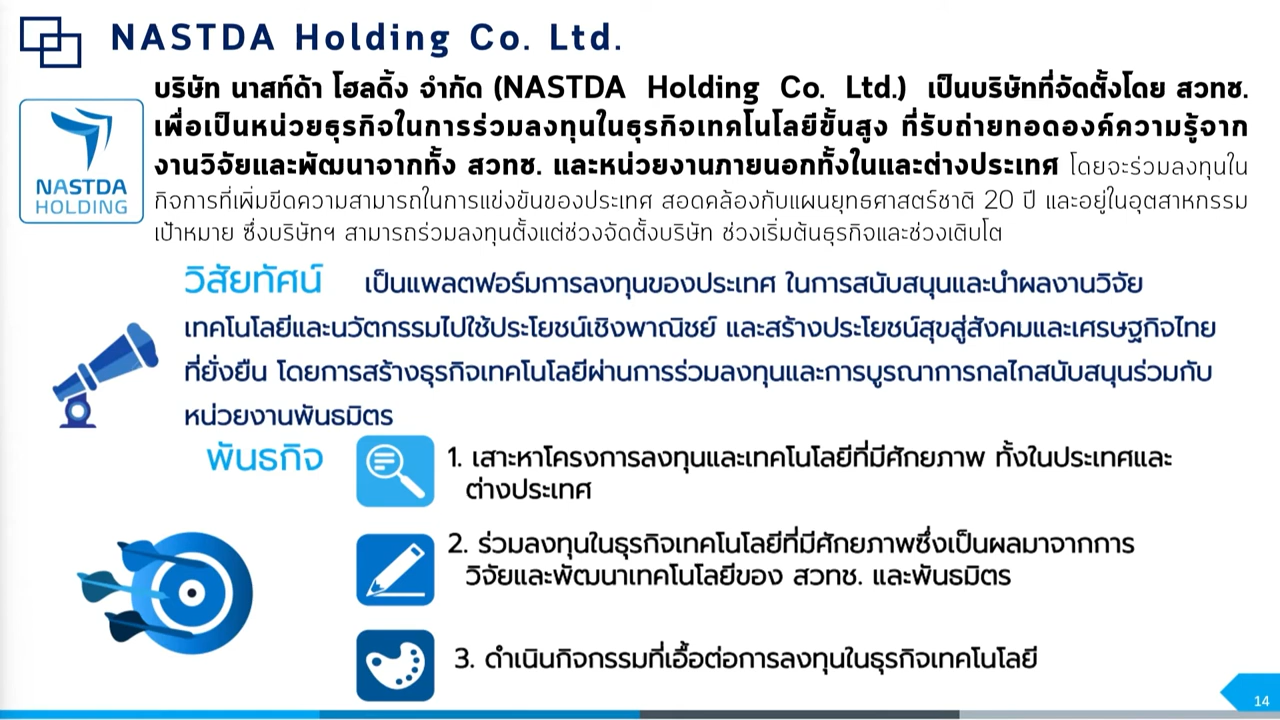 NASTDA Holding Co. Ltd.
บริษัท นาสท์ด้า โฮลดิ้ง จำกัด (NASTDA Holding Co. Ltd.) เป็นบริษัทที่จัดตั้งโดย สวทช.
เพื่อเป็นหน่วยธุรกิจในการร่วมลงทุนในธุรกิจเทคโนโลยีขั้นสูง ที่รับถ่ายทอดองค์ความรู้จาก
งานวิจัยและพัฒนาจากทั้ง สวทช. และหน่วยงานภายนอกทั้งในและต่างประเทศ โดยจะร่วมลงทุนใน
กิจการที่เพิ่มขีดความสามารถในการแข่งขันของประเทศ สอดคล้องกับแผนยุทธศาสตร์ชาติ 20 ปี และอยู่ในอุตสาหกรรม
เป้าหมาย ซึ่งบริษัทฯ สามารถร่วมลงทุนตั้งแต่ช่วงจัดตั้งบริษัท ช่วงเริ่มต้นธุรกิจและช่วงเติบโต
NASTDA
HOLDING
วิสัยทัศน์ เป็นแพลตฟอร์มการลงทุนของประเทศ ในการสนับสนุนและนำผลงานวิจัย
เทคโนโลยีและนวัตกรรมไปใช้ประโยชน์เชิงพาณิชย์ และสร้างประโยชน์สุขสู่สังคมและเศรษฐกิจไทย
ที่ยั่งยืน โดยการสร้างธุรกิจเทคโนโลยีผ่านการร่วมลงทุนและการบูรณาการกลไกสนับสนุนร่วมกับ
หน่วยงานพันธมิตร
พันธกิจ
1. เสาะหาโครงการลงทุนและเทคโนโลยีที่มีศักยภาพ ทั้งในประเทศและ
ต่างประเทศ
2. ร่วมลงทุนในธุรกิจเทคโนโลยีที่มีศักยภาพซึ่งเป็นผลมาจากการ
วิจัยและพัฒนาเทคโนโลยีของ สวทช. และพันธมิตร
3. ดำเนินกิจกรรมที่เอื้อต่อการลงทุนในธุรกิจเทคโนโลยี
14